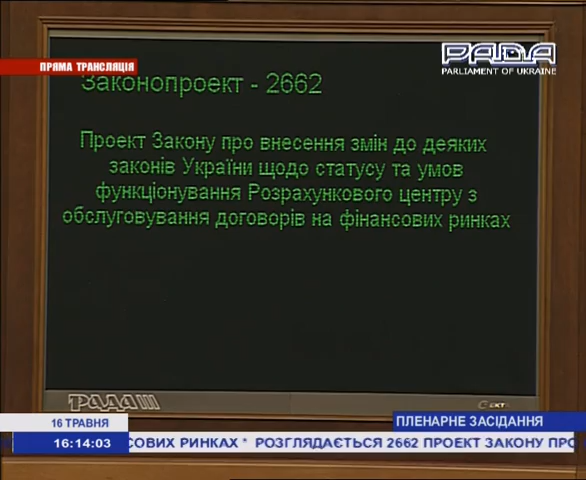 ПРЯМА ТРАНСЛЯЦІЯ
РАДА
PARLIAMENT OF UKRAINE
Законопроект - 2662
Проект Закону про внесення змін до деяких
законів України щодо статусу та умов
функціонування Розрахункового центру з
обслуговування договорів на фінансових ринках
РАДА III
16 ТРАВНЯ
ПЛЕНАРНЕ ЗАСІДАННЯ
16:14:03
СОВИХ РИНКАХ * РОЗГЛЯДАЄТЬСЯ 2662 ПРОЕКТ ЗАКОНУ ПРО